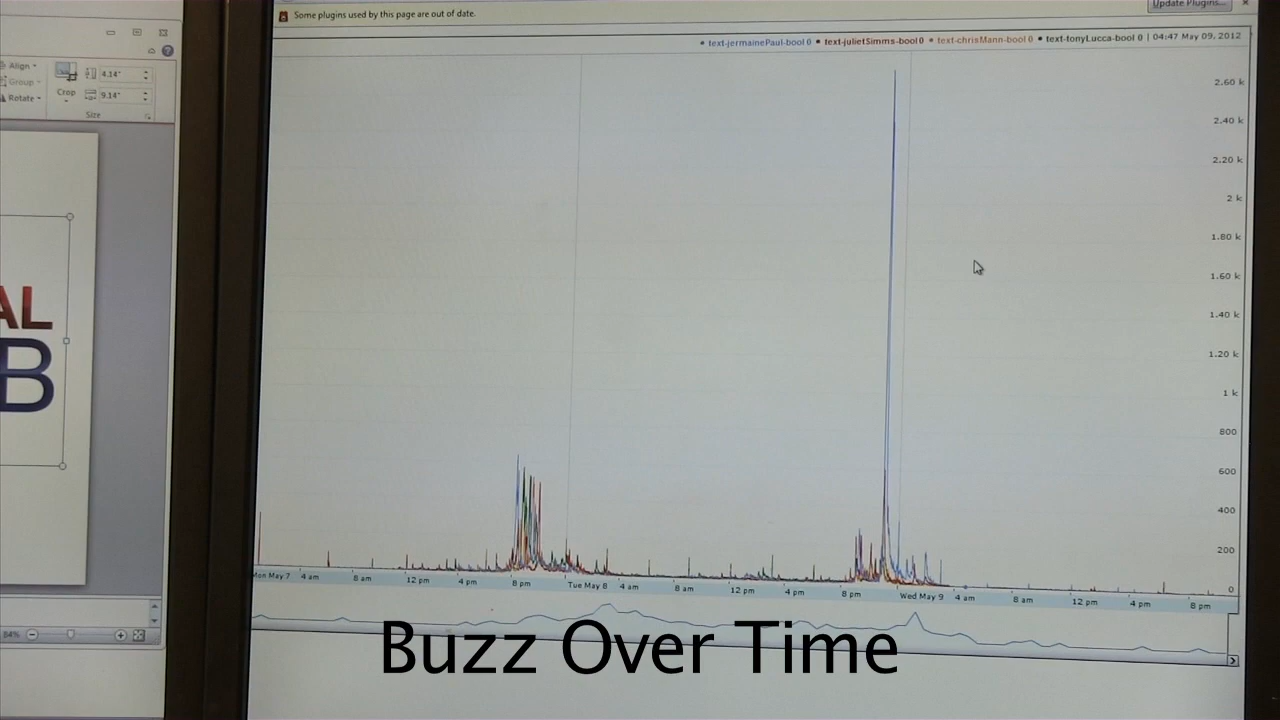 Some plugins used by this page are out of date.
Update Plugins...
text-jermainePaul-bool 0 text-julietSimms-bool 0 text-chrisMann-bool 0 text-tonyLucca-bool 0 | 04:47 May 09, 2012
Align
Group
Rotate
Crop
4.14"
9.14"
Size
AL
B
2.60 k
2.40 k
2.20 k
2 k
1.80 k
1.60 k
1.40 k
1.20 k
1 k
800
600
400
200
0
Mon May 7 4 am 8 am 12 pm 4 pm 8 pm Tue May 8 4 am 8 am 12 pm 4 pm 8 pm Wed May 9 4 am 8 am 12 pm 4 pm 8 pm
84%
Buzz Over Time